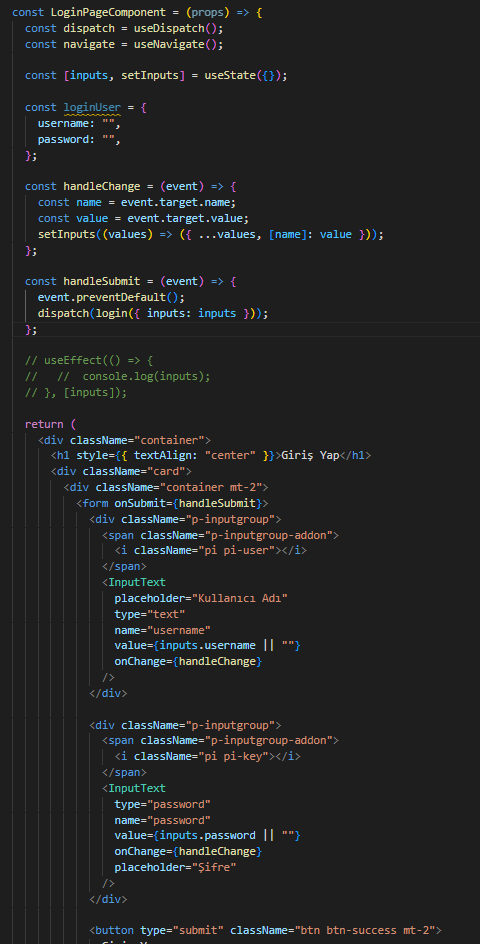 const LoginPageComponent = (props) => {
const dispatch = useDispatch();
const navigate = useNavigate();
const [inputs, setInputs] = useState({});
const loginUser = {
username: "",
password: "",
};
const handleChange = (event) => {
const name = event.target.name;
const value = event.target.value;
setInputs((values) => ({ ...values, [name]: value }));
};
const handleSubmit = (event) => {
event.preventDefault();
dispatch(login({ inputs: inputs }));
};
// useEffect(() => {
//   //  console.log(inputs);
// }, [inputs]);
return (
<div className="container">
<h1 style={{ textAlign: "center" }}>Giriş Yap</h1>
<div className="card">
<div className="container mt-2">
<form onSubmit={handleSubmit}>
<div className="p-inputgroup">
<span className="p-inputgroup-addon">
<i className="pi pi-user"></i>
</span>
<InputText
placeholder="Kullanıcı Adı"
type="text"
name="username"
value={inputs.username || ""}
onChange={handleChange}
/>
</div>
<div className="p-inputgroup">
<span className="p-inputgroup-addon">
<i className="pi pi-key"></i>
</span>
<InputText
type="password"
name="password"
value={inputs.password || ""}
onChange={handleChange}
placeholder="Şifre"
/>
</div>
<button type="submit" className="btn btn-success mt-2">